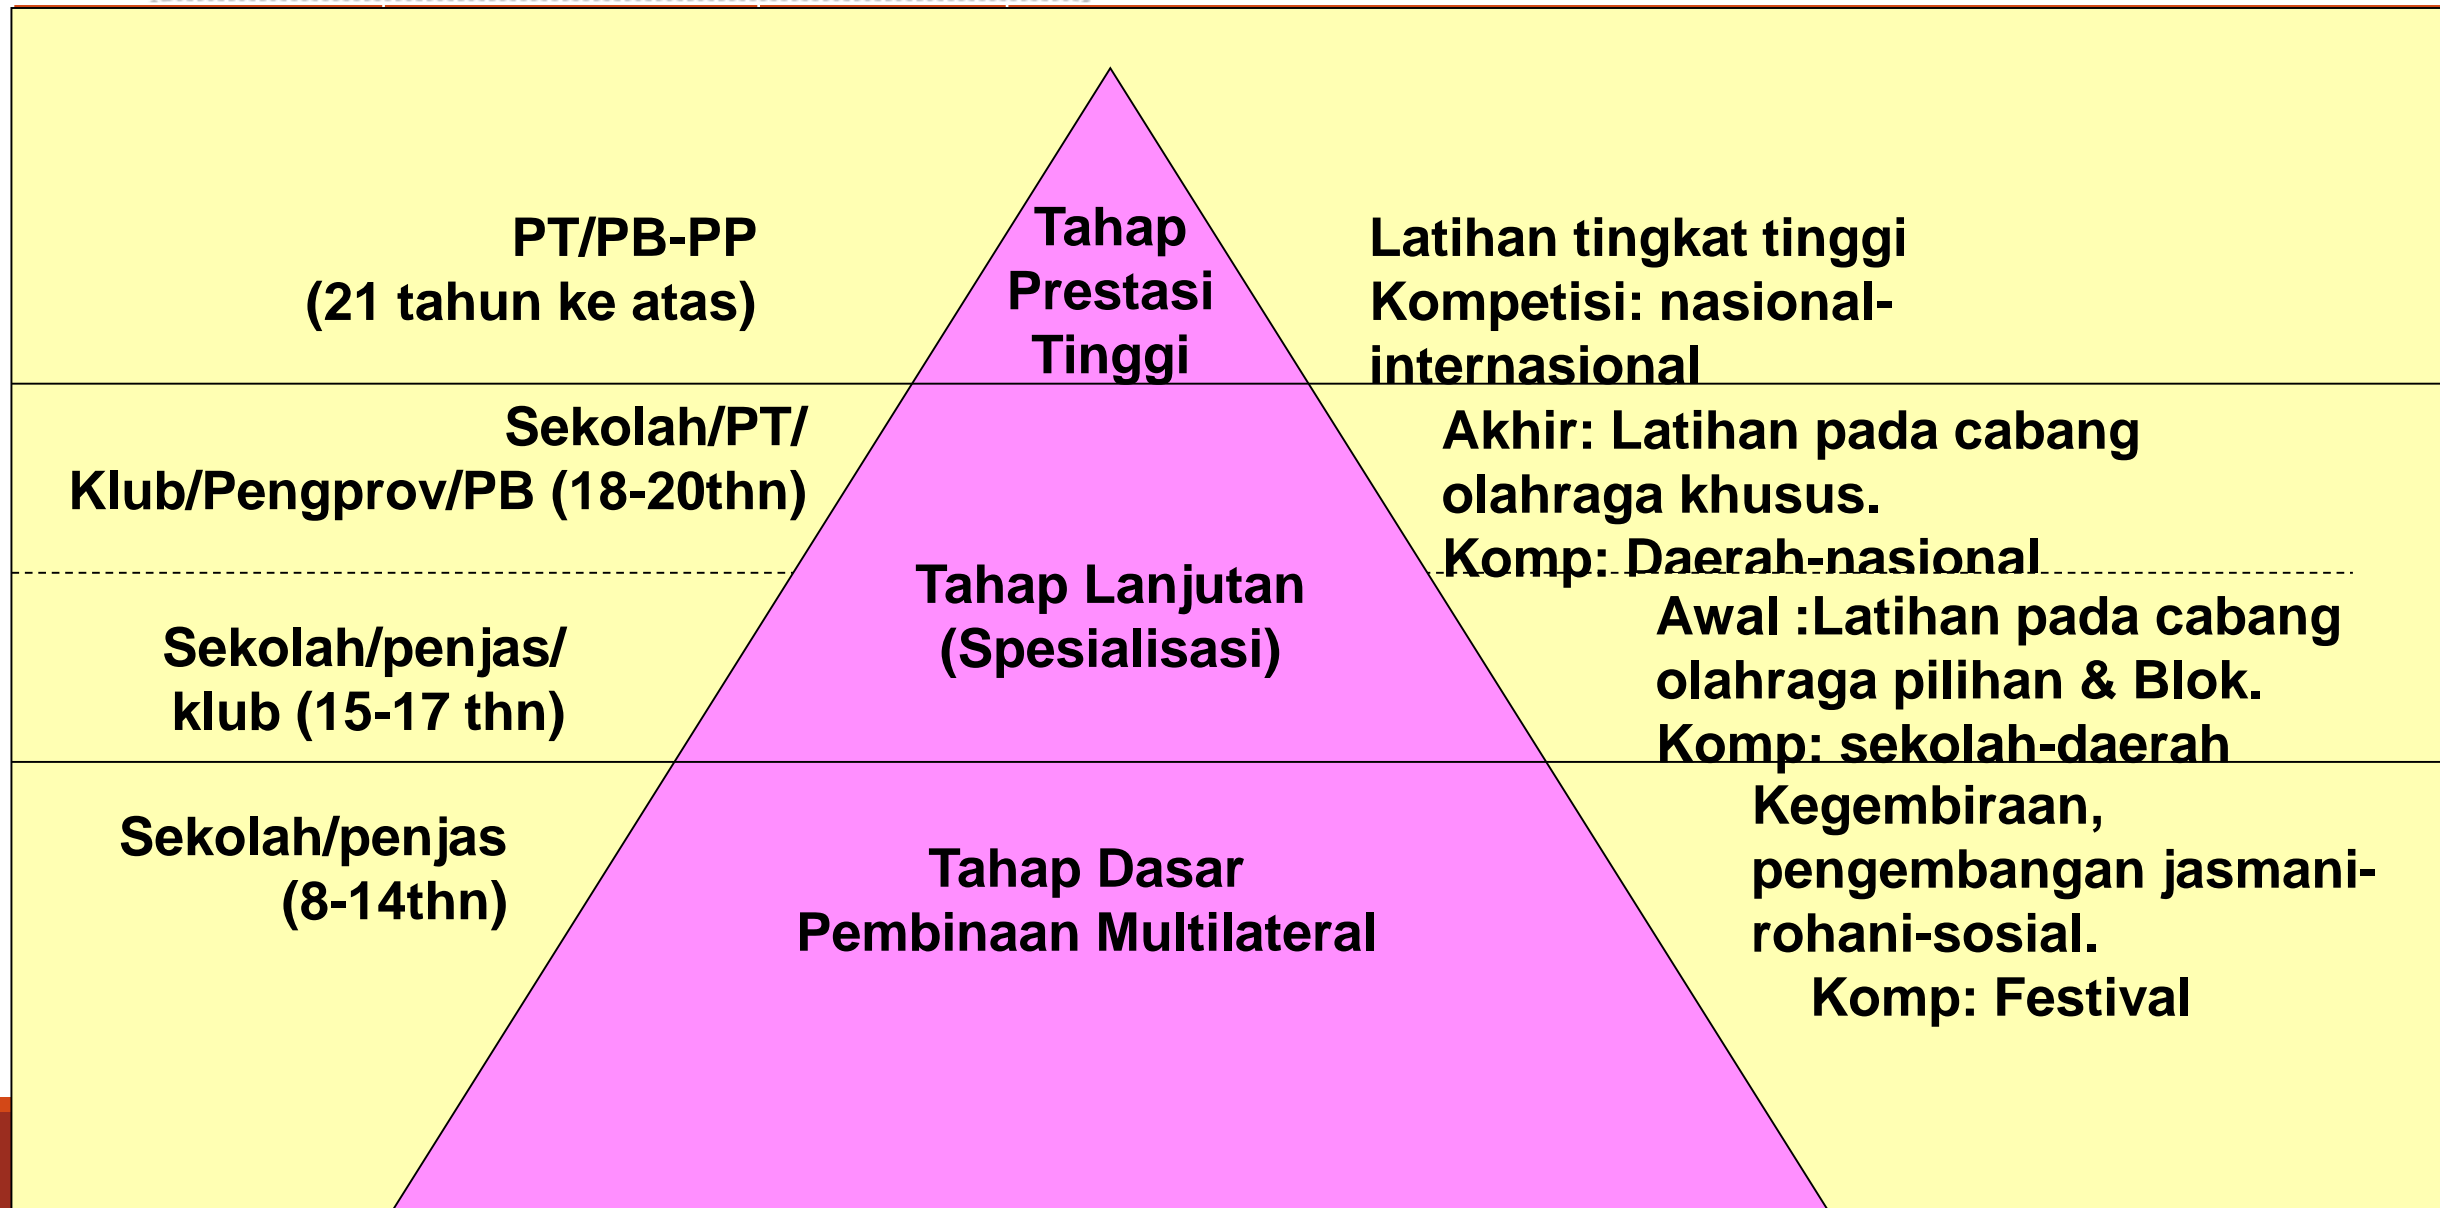 PT/PB-PP
(21 tahun ke atas)
Tahap
Prestasi
Tinggi
Latihan tingkat tinggi
Kompetisi: nasional-
internasional
Sekolah/PT/
Klub/Pengprov/PB (18-20thn)
Akhir: Latihan pada cabang
olahraga khusus.
Komp: Daerah-nasional
Tahap Lanjutan
(Spesialisasi)
Sekolah/penjas/
klub (15-17 thn)
Awal :Latihan pada cabang
olahraga pilihan & Blok.
Komp: sekolah-daerah
Sekolah/penjas
(8-14thn)
Tahap Dasar
Pembinaan Multilateral
Kegembiraan,
pengembangan jasmani-
rohani-sosial.
Komp: Festival